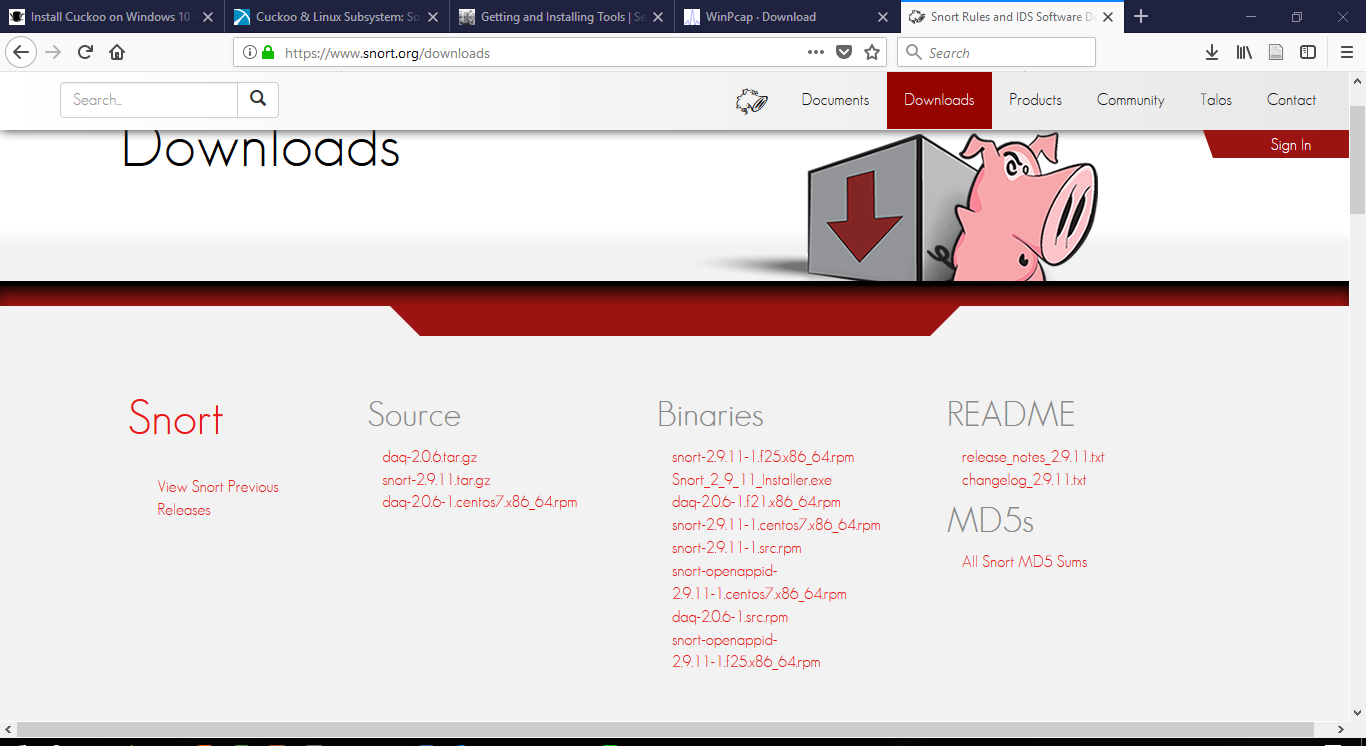 Install Cuckoo on Windows 10
Cuckoo & Linux Subsystem: So
Getting and Installing Tools | Se
WinPcap · Download
Snort Rules and IDS Software Do
https://www.snort.org/downloads
Search
Search...
Documents
Downloads
Products
Community
Talos
Contact
Downloads
Sign In
Snort
View Snort Previous
Releases
Source
daq-2.0.6.tar.gz
snort-2.9.11.tar.gz
daq-2.0.6-1.centos7.x86_64.rpm
Binaries
snort-2.9.11-1.f25.x86_64.rpm
Snort_2_9_11_Installer.exe
daq-2.0.6-1.f21.x86_64.rpm
snort-2.9.11-1.centos7.x86_64.rpm
snort-2.9.11-1.src.rpm
snort-openappid-
2.9.11-1.centos7.x86_64.rpm
daq-2.0.6-1.src.rpm
snort-openappid-
2.9.11-1.f25.x86_64.rpm
README
release_notes_2.9.11.txt
changelog_2.9.11.txt
MD5s
All Snort MD5 Sums